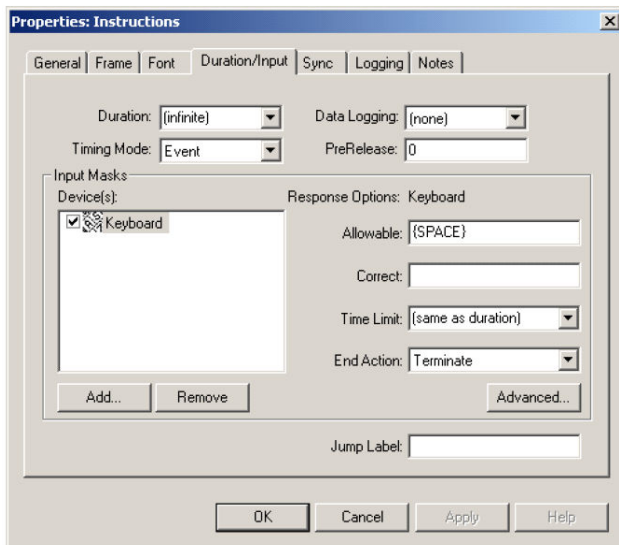 Properties: Instructions
General Frame Font Duration/Input Sync Logging Notes
Duration: (infinite) Data Logging: (none)
Timing Mode: Event PreRelease: 0
Input Masks
Device(s): Response Options: Keyboard
Keyboard
Allowable: {SPACE}
Correct:
Time Limit: (same as duration)
End Action: Terminate
Add... Remove Advanced...
Jump Label:
OK Cancel Apply Help